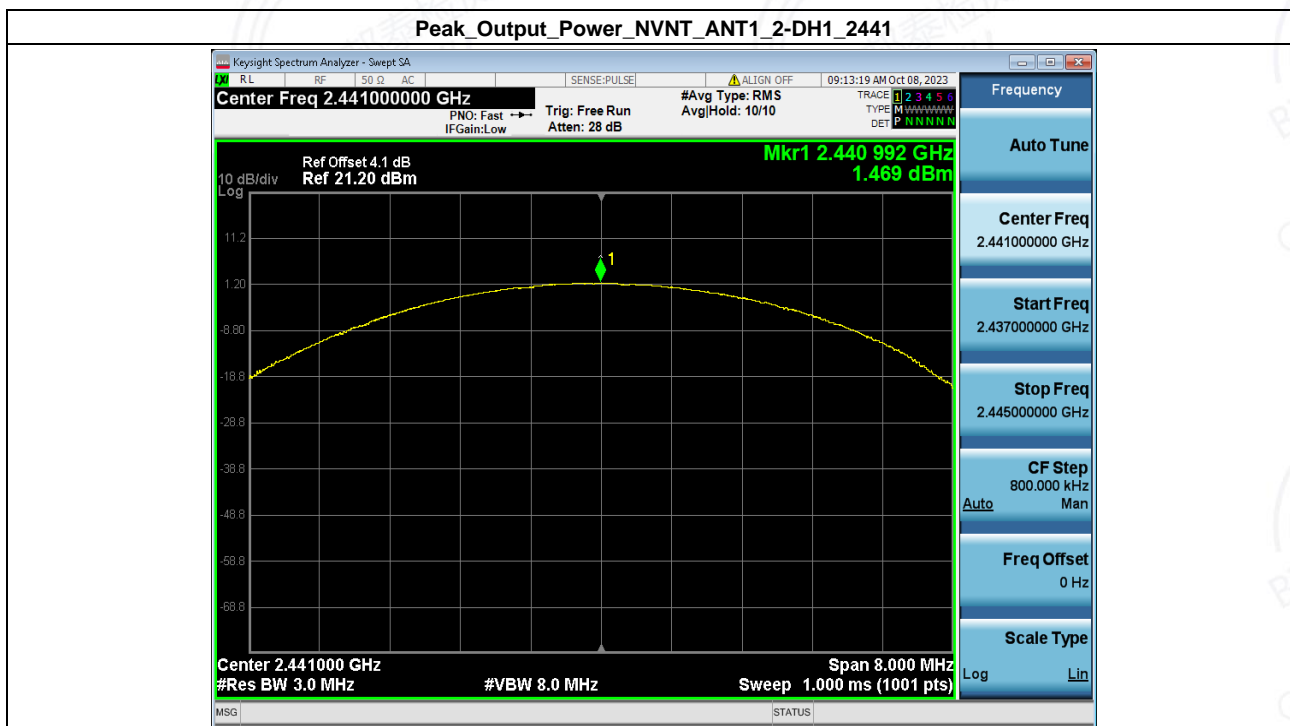 Peak_Output_Power_NVNT_ANT1_2-DH1_2441
Keysight Spectrum Analyzer - Swept SA
LXI RL RF 50 Ω AC SENSE:PULSE ALIGN OFF 09:13:19 AM Oct 08, 2023
Center Freq 2.441000000 GHz
PNO: Fast
IFGain:Low
Trig: Free Run
Atten: 28 dB
#Avg Type: RMS
Avg|Hold: 10/10
TRACE 1 2 3 4 5 6
TYPE M WWWWW
DET P N N N N N
Ref Offset 4.1 dB
10 dB/div Ref 21.20 dBm
Log
Mkr1 2.440 992 GHz
1.469 dBm
11.2
1
1.20
-8.80
-18.8
-28.8
-38.8
-48.8
-58.8
-68.8
Center 2.441000 GHz Span 8.000 MHz
#Res BW 3.0 MHz #VBW 8.0 MHz Sweep 1.000 ms (1001 pts)
MSG STATUS
Frequency
Auto Tune
Center Freq
2.441000000 GHz
Start Freq
2.437000000 GHz
Stop Freq
2.445000000 GHz
CF Step
800.000 kHz
Auto Man
Freq Offset
0 Hz
Scale Type
Log Lin